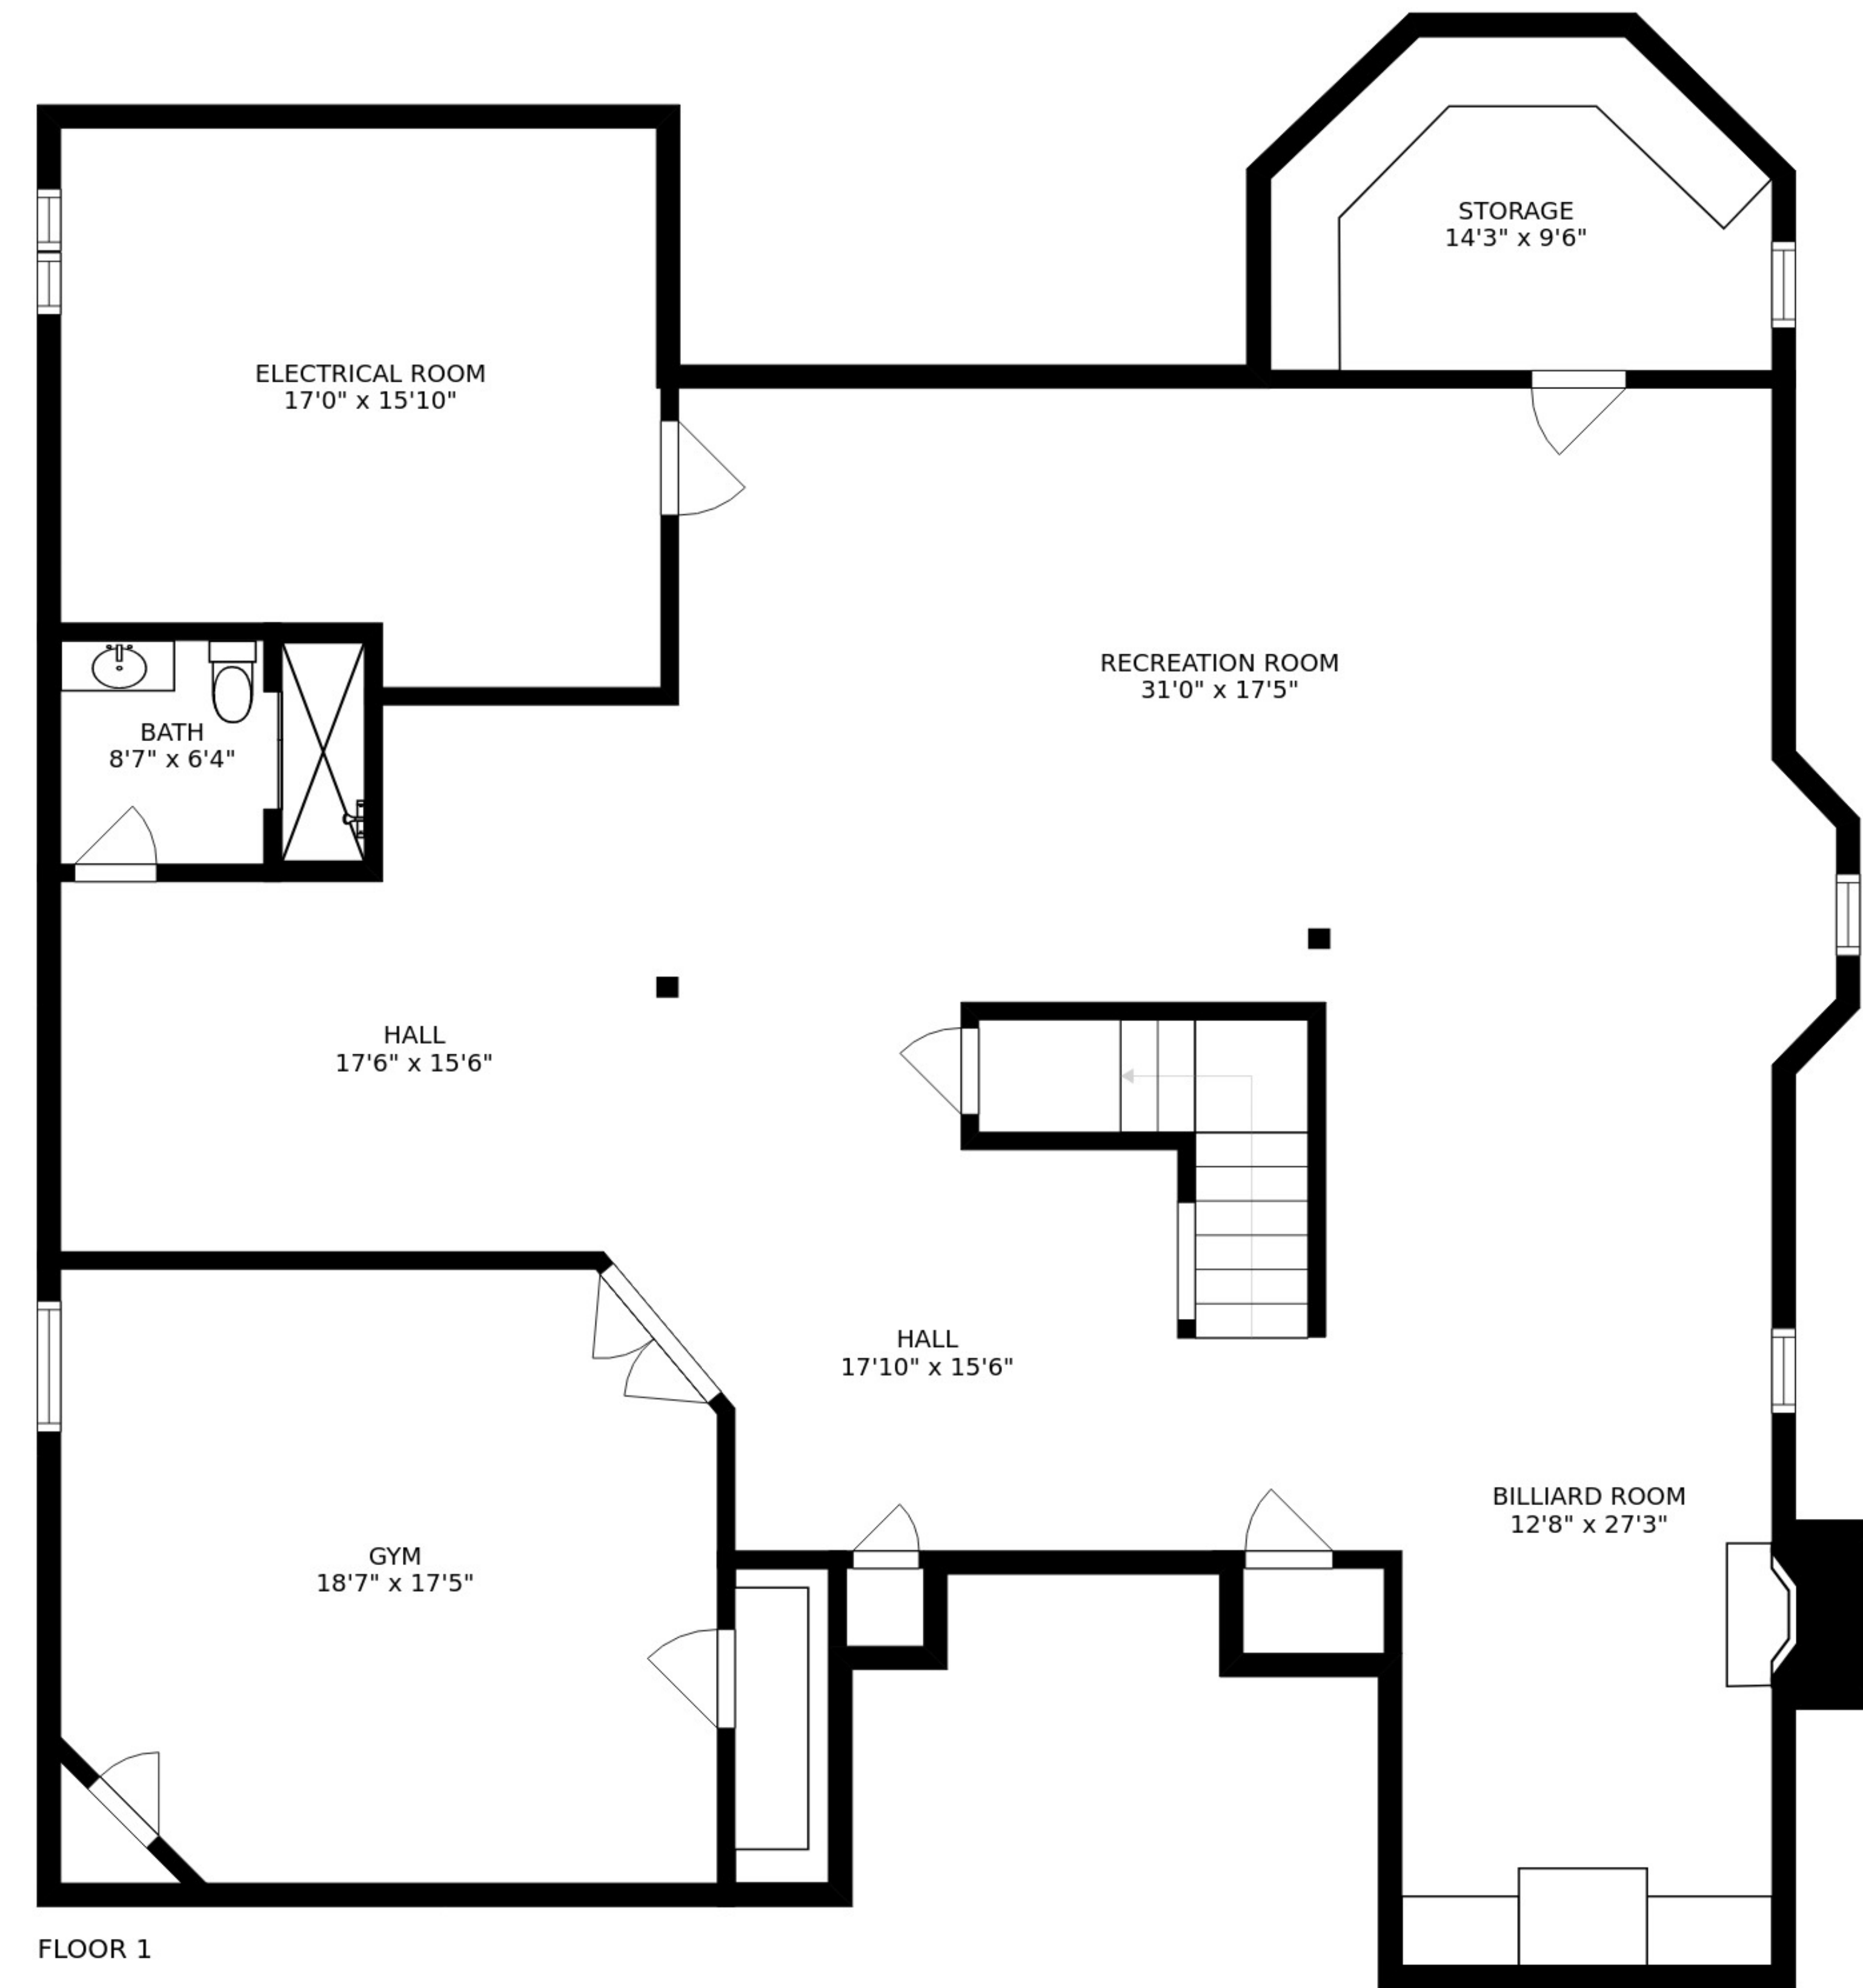 STORAGE
14'3" x 9'6"
ELECTRICAL ROOM
17'0" x 15'10"
RECREATION ROOM
31'0" x 17'5"
BATH
8'7" x 6'4"
HALL
17'6" x 15'6"
HALL
17'10" x 15'6"
BILLIARD ROOM
12'8" x 27'3"
GYM
18'7" x 17'5"
FLOOR 1